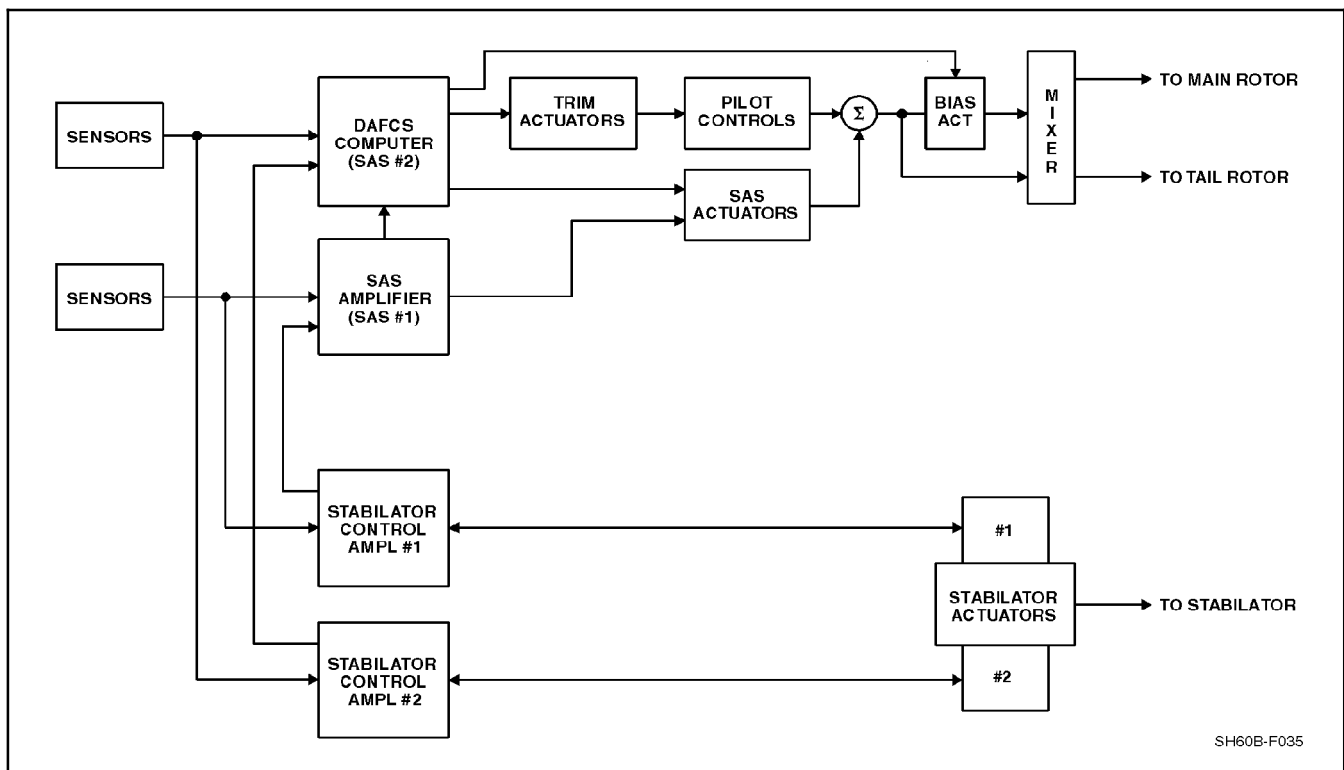 SENSORS
DAFCS
COMPUTER
(SAS #2)
TRIM
ACTUATORS
PILOT
CONTROLS
Σ
BIAS
ACT
M
I
X
E
R
TO MAIN ROTOR
TO TAIL ROTOR
SAS
ACTUATORS
SENSORS
SAS
AMPLIFIER
(SAS #1)
STABILATOR
CONTROL
AMPL #1
#1
STABILATOR
ACTUATORS
TO STABILATOR
#2
STABILATOR
CONTROL
AMPL #2
SH60B-F035